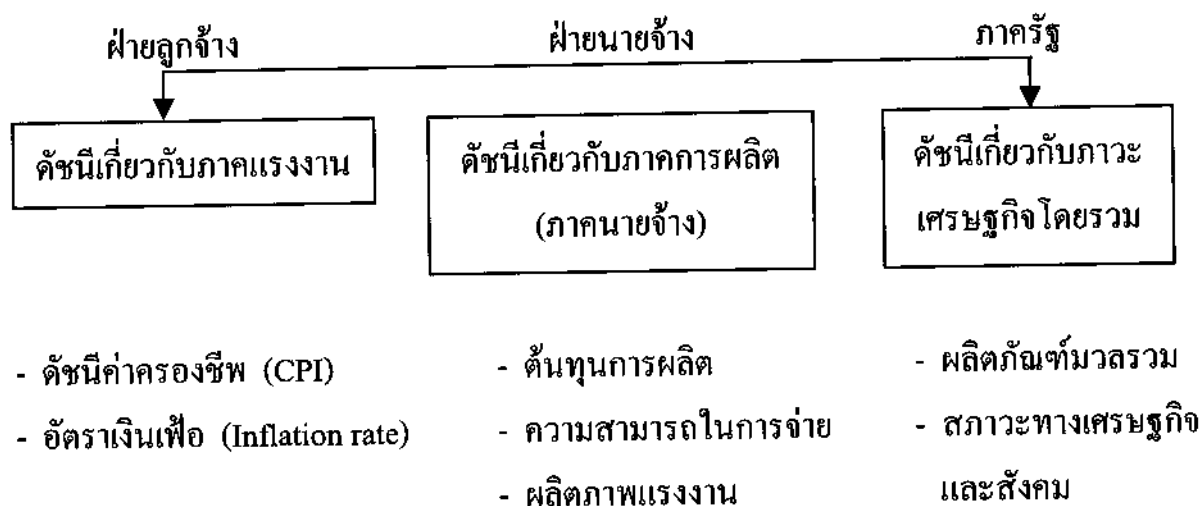 ฝ่ายลูกจ้าง
ฝ่ายนายจ้าง
ภาครัฐ
ดัชนีเกี่ยวกับภาคแรงงาน
ดัชนีเกี่ยวกับภาคการผลิต
(ภาคนายจ้าง)
ดัชนีเกี่ยวกับภาวะ
เศรษฐกิจโดยรวม
- ดัชนีค่าครองชีพ (CPI)
- อัตราเงินเฟ้อ (Inflation rate)
- ต้นทุนการผลิต
- ความสามารถในการจ่าย
- ผลิตภาพแรงงาน
- ผลิตภัณฑ์มวลรวม
- สภาวะทางเศรษฐกิจ
และสังคม